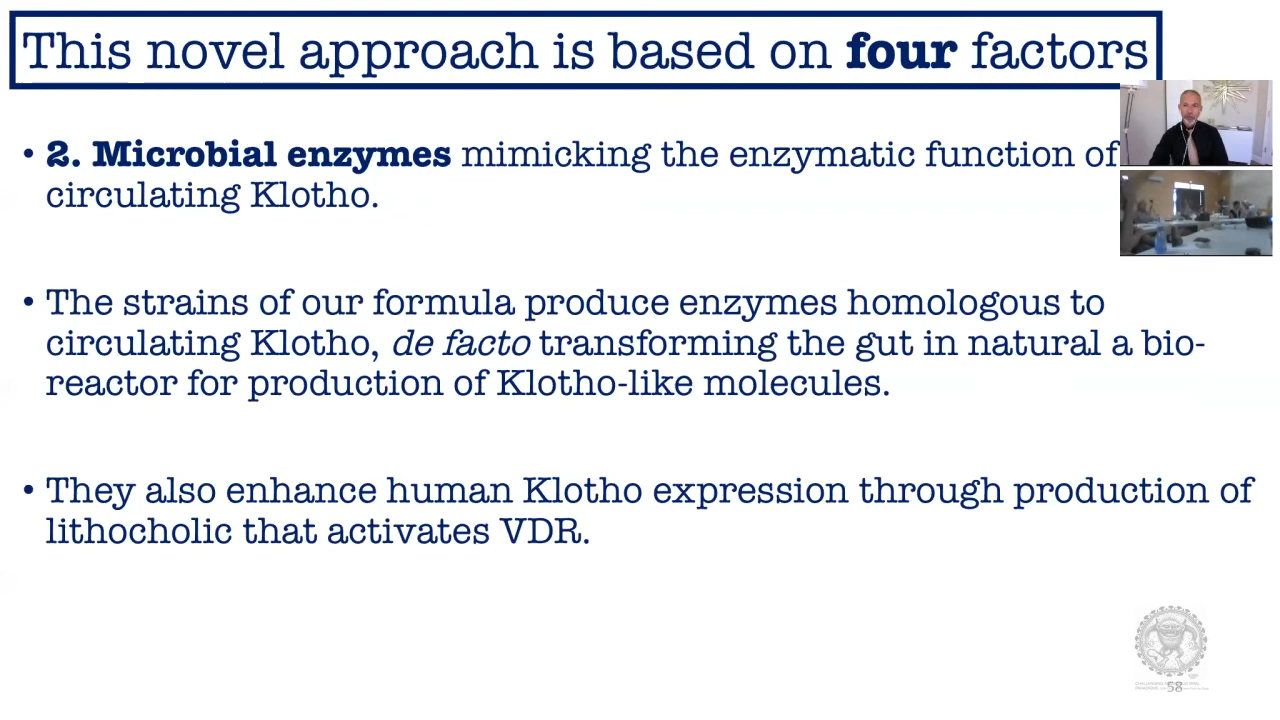 This novel approach is based on four factors
• 2. Microbial enzymes mimicking the enzymatic function of
circulating Klotho.
• The strains of our formula produce enzymes homologous to
circulating Klotho, de facto transforming the gut in natural a bio-
reactor for production of Klotho-like molecules.
• They also enhance human Klotho expression through production of
lithocholic that activates VDR.
58